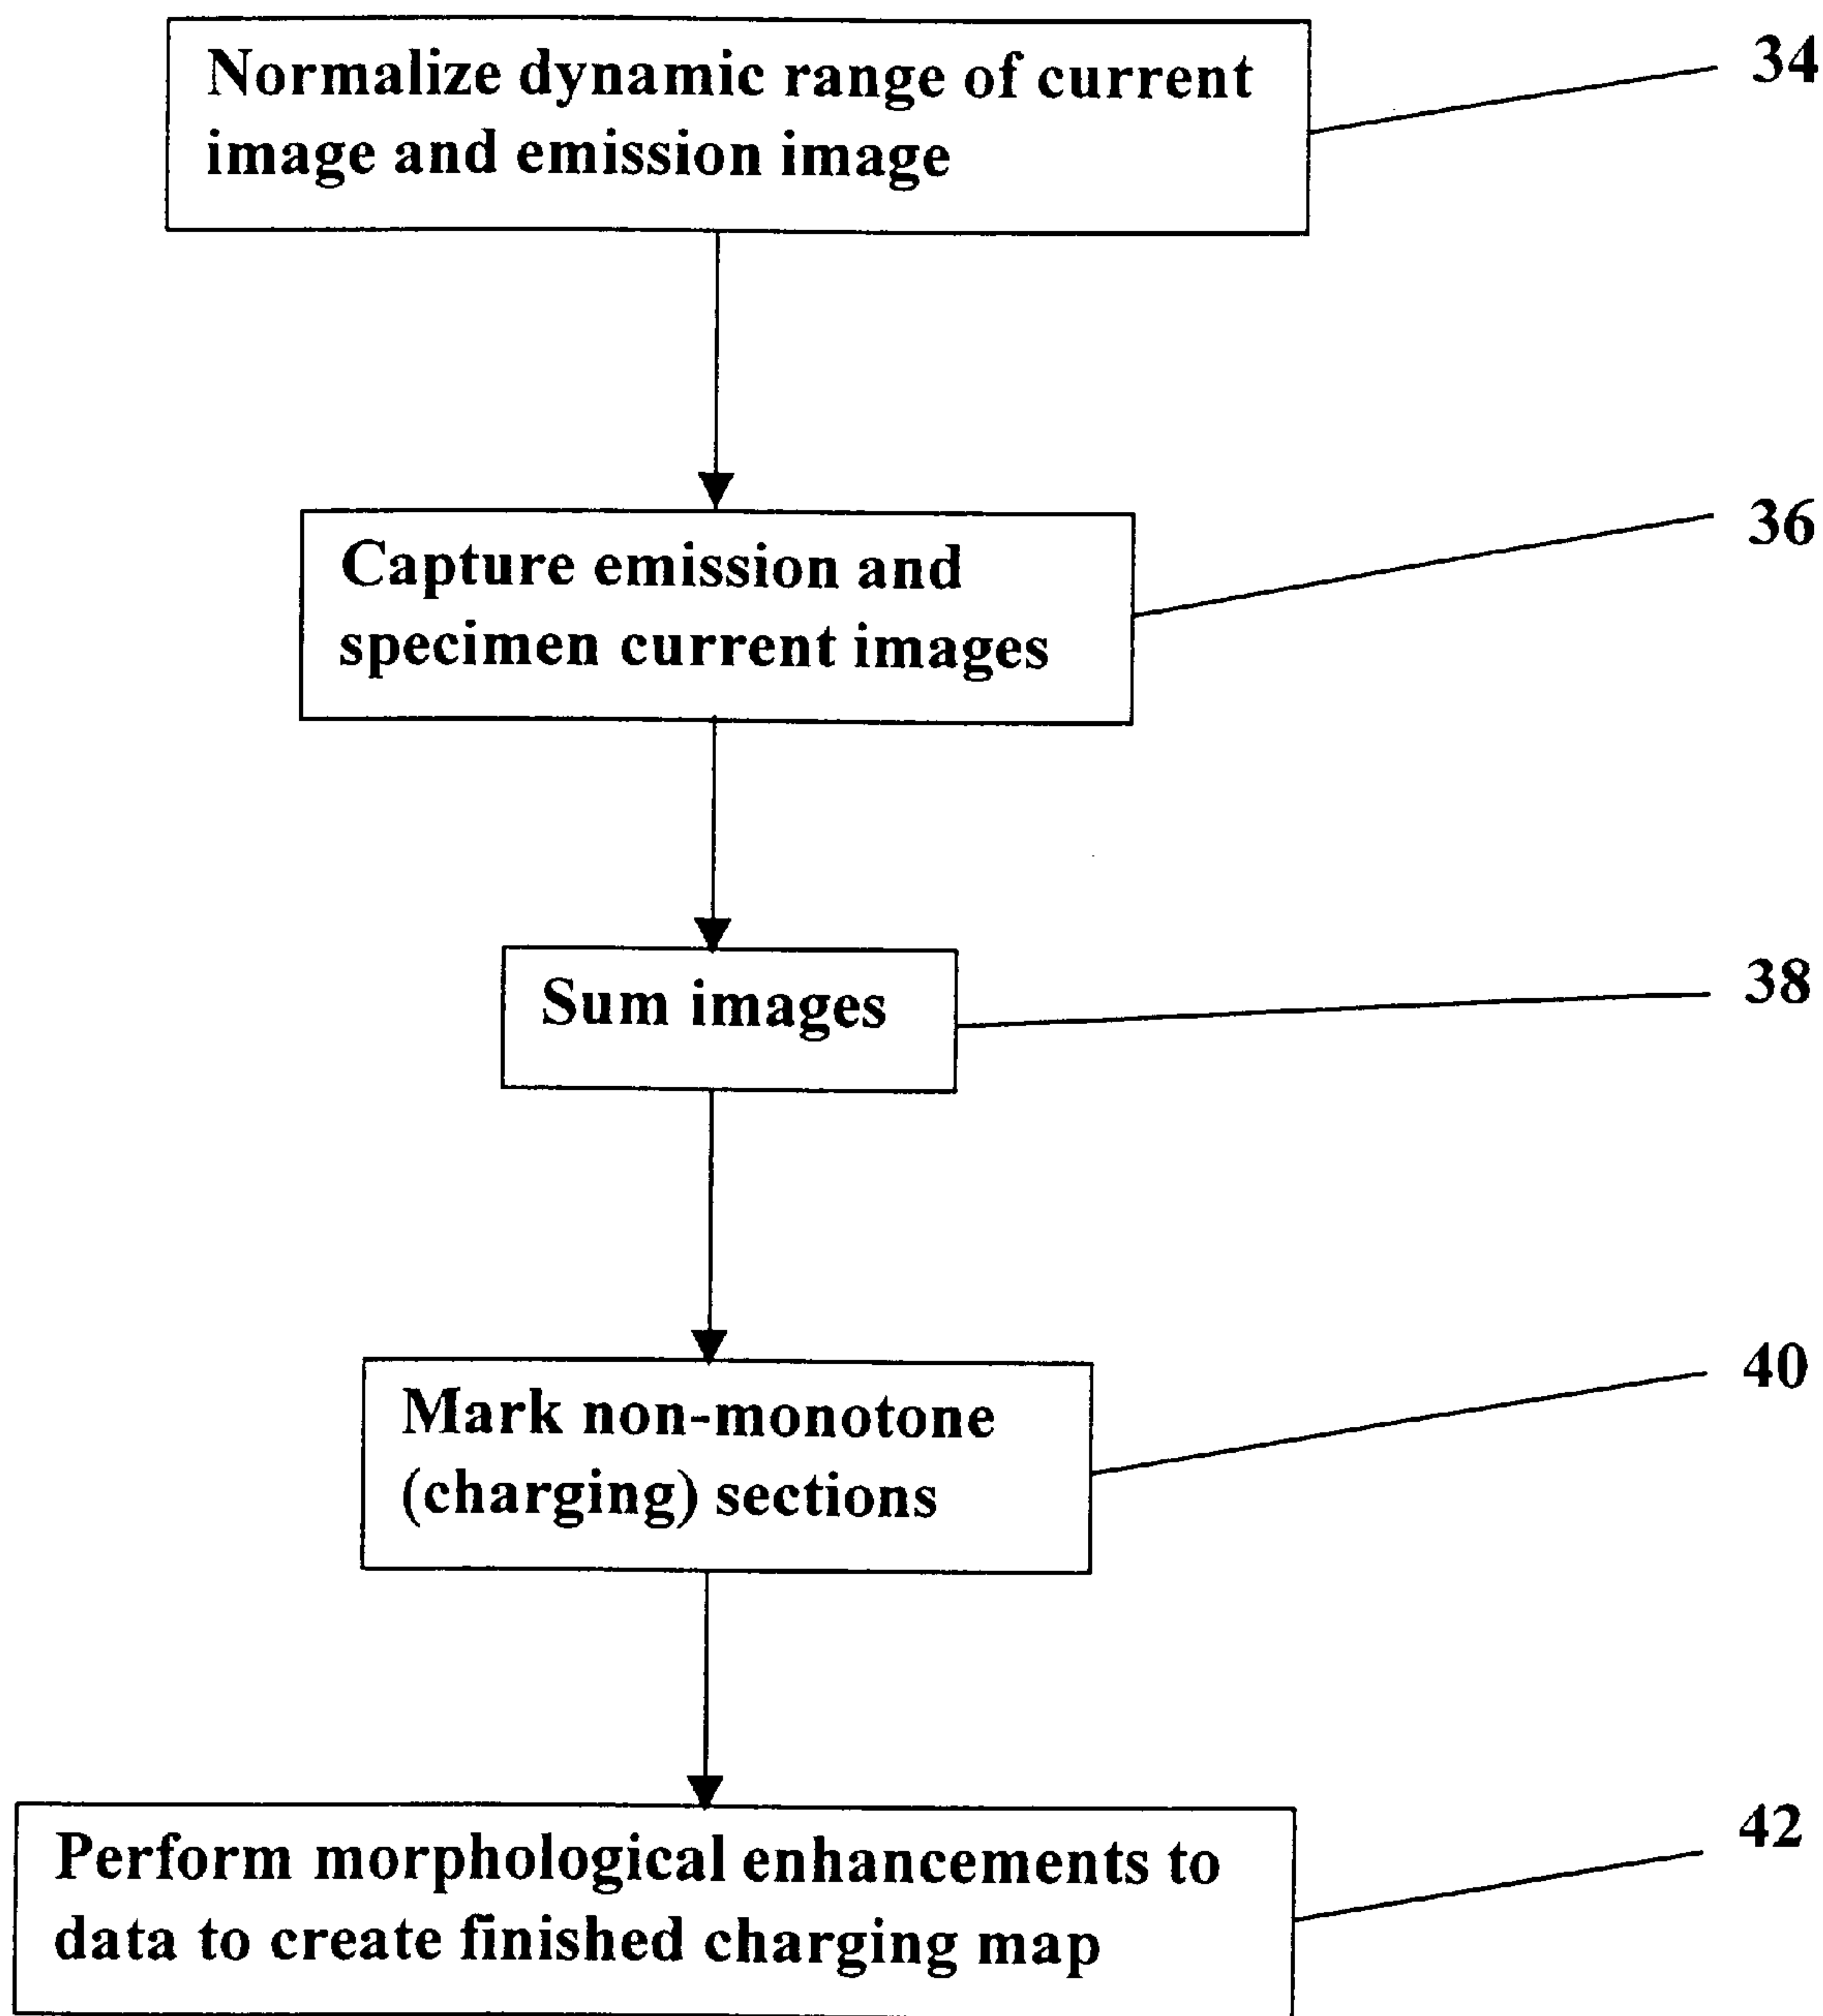 Normalize dynamic range of current
image and emission image
34
Capture emission and
specimen current images
36
Sum images
38
Mark non-monotone
(charging) sections
40
Perform morphological enhancements to
data to create finished charging map
42